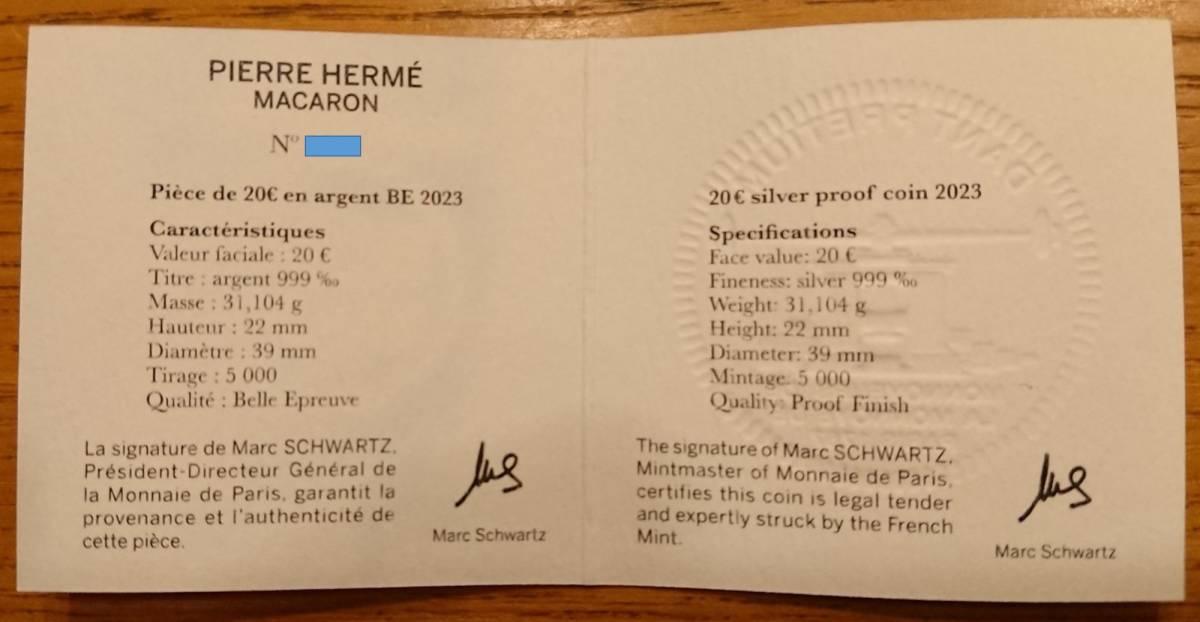 PIERRE HERMÉ
MACARON
N°
Pièce de 20€ en argent BE 2023
Caractéristiques
Valeur faciale : 20 €
Titre : argent 999 ‰
Masse : 31,104 g
Hauteur : 22 mm
Diamètre : 39 mm
Tirage : 5 000
Qualité : Belle Epreuve
La signature de Marc SCHWARTZ,
Président-Directeur Général de
la Monnaie de Paris, garantit la
provenance et l'authenticité de
cette pièce.
Marc Schwartz
DANT PRETIUM
20€ silver proof coin 2023
Specifications
Face value: 20 €
Fineness: silver 999 ‰
Weight: 31,104 g
Height: 22 mm
Diameter: 39 mm
Mintage: 5 000
Quality: Proof Finish
The signature of Marc SCHWARTZ,
Mintmaster of Monnaie de Paris,
certifies this coin is legal tender
and expertly struck by the French
Mint.
Marc Schwartz